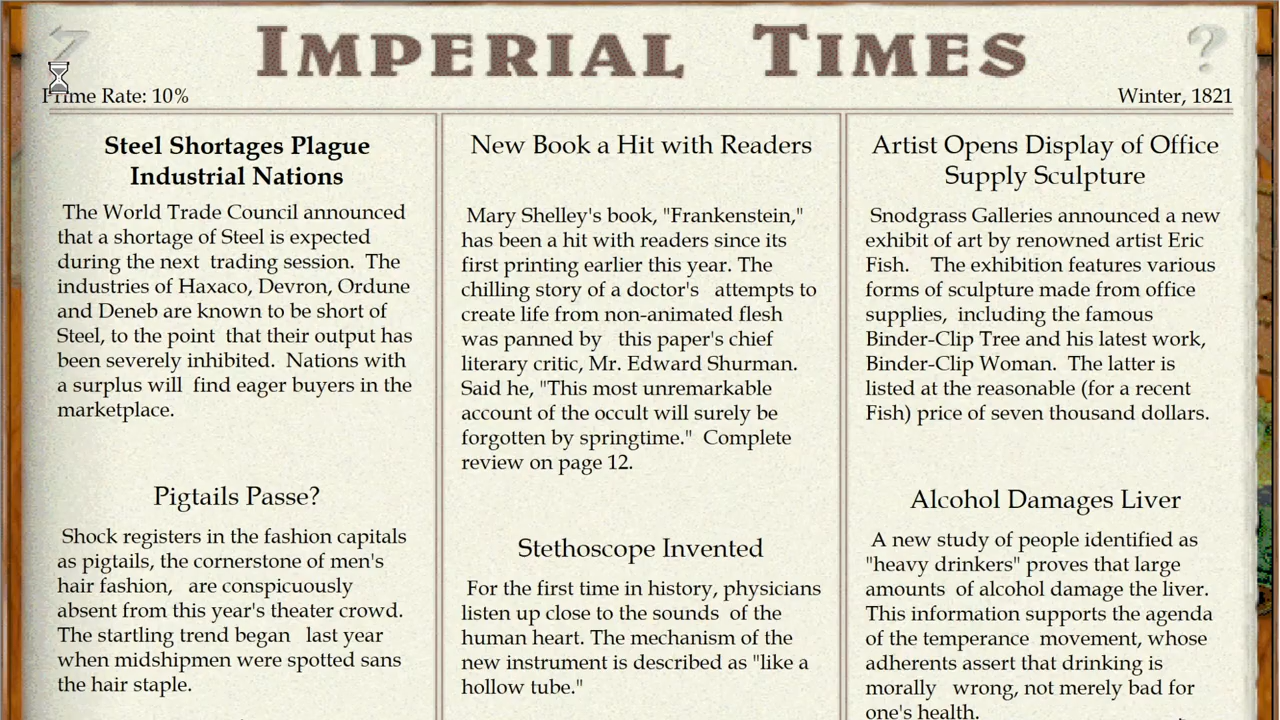 IMPERIAL TIMES
?
Prime Rate: 10%
Winter, 1821
Steel Shortages Plague
Industrial Nations
The World Trade Council announced
that a shortage of Steel is expected
during the next trading session. The
industries of Haxaco, Devron, Ordune
and Deneb are known to be short of
Steel, to the point that their output has
been severely inhibited. Nations with
a surplus will find eager buyers in the
marketplace.
Pigtails Passe?
Shock registers in the fashion capitals
as pigtails, the cornerstone of men's
hair fashion, are conspicuously
absent from this year's theater crowd.
The startling trend began last year
when midshipmen were spotted sans
the hair staple.
New Book a Hit with Readers
Mary Shelley's book, "Frankenstein,"
has been a hit with readers since its
first printing earlier this year. The
chilling story of a doctor's attempts to
create life from non-animated flesh
was panned by this paper's chief
literary critic, Mr. Edward Shurman.
Said he, "This most unremarkable
account of the occult will surely be
forgotten by springtime." Complete
review on page 12.
Stethoscope Invented
For the first time in history, physicians
listen up close to the sounds of the
human heart. The mechanism of the
new instrument is described as "like a
hollow tube."
Artist Opens Display of Office
Supply Sculpture
Snodgrass Galleries announced a new
exhibit of art by renowned artist Eric
Fish. The exhibition features various
forms of sculpture made from office
supplies, including the famous
Binder-Clip Tree and his latest work,
Binder-Clip Woman. The latter is
listed at the reasonable (for a recent
Fish) price of seven thousand dollars.
Alcohol Damages Liver
A new study of people identified as
"heavy drinkers" proves that large
amounts of alcohol damage the liver.
This information supports the agenda
of the temperance movement, whose
adherents assert that drinking is
morally wrong, not merely bad for
one's health.